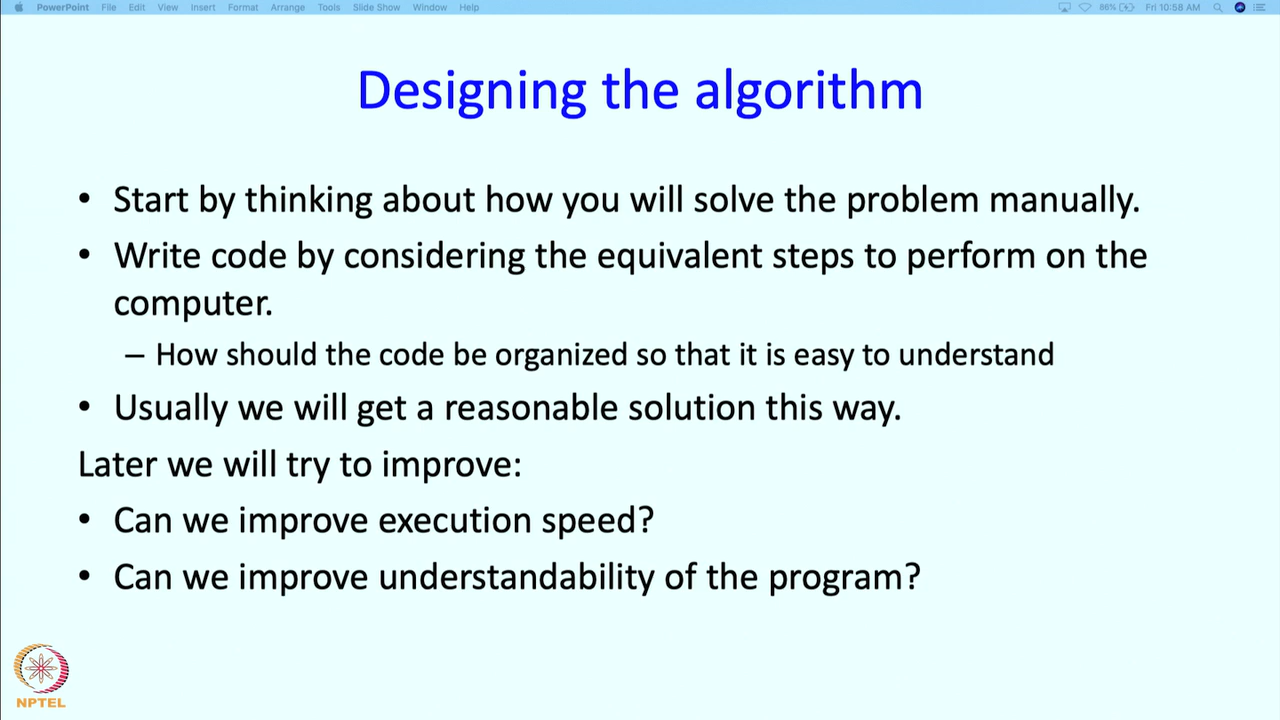 PowerPoint File Edit View Insert Format Arrange Tools Slide Show Window Help 86% Fri 10:58 AM
Designing the algorithm
• Start by thinking about how you will solve the problem manually.
• Write code by considering the equivalent steps to perform on the
computer.
– How should the code be organized so that it is easy to understand
• Usually we will get a reasonable solution this way.
Later we will try to improve:
• Can we improve execution speed?
• Can we improve understandability of the program?
NPTEL